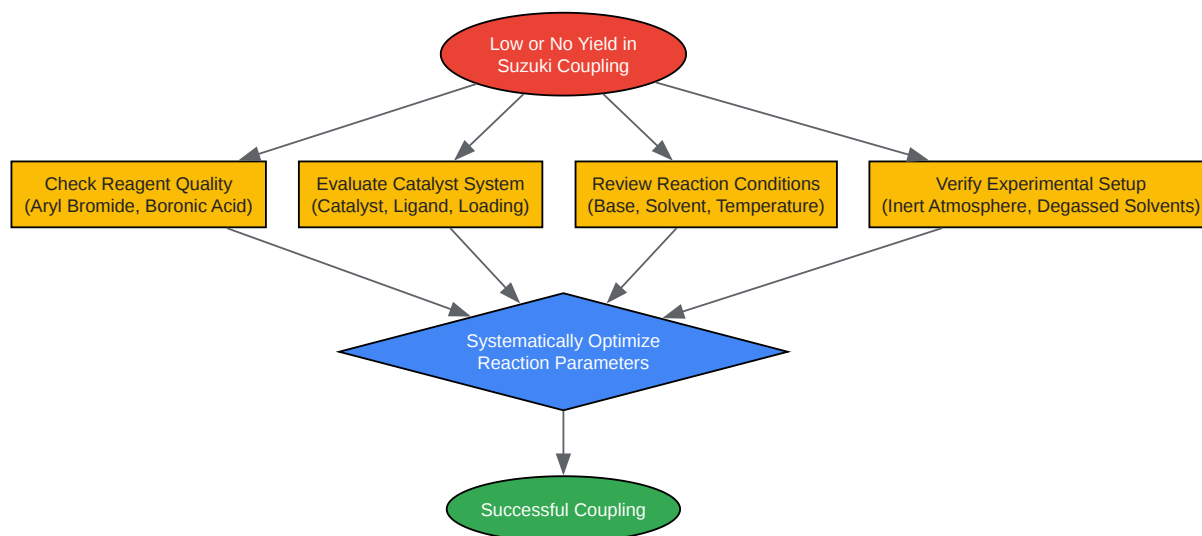 Low or No Yield in
Suzuki Coupling
Check Reagent Quality
(Aryl Bromide, Boronic Acid)
Evaluate Catalyst System
(Catalyst, Ligand, Loading)
Review Reaction Conditions
(Base, Solvent, Temperature)
Verify Experimental Setup
(Inert Atmosphere, Degassed Solvents)
Systematically Optimize
Reaction Parameters
Successful Coupling